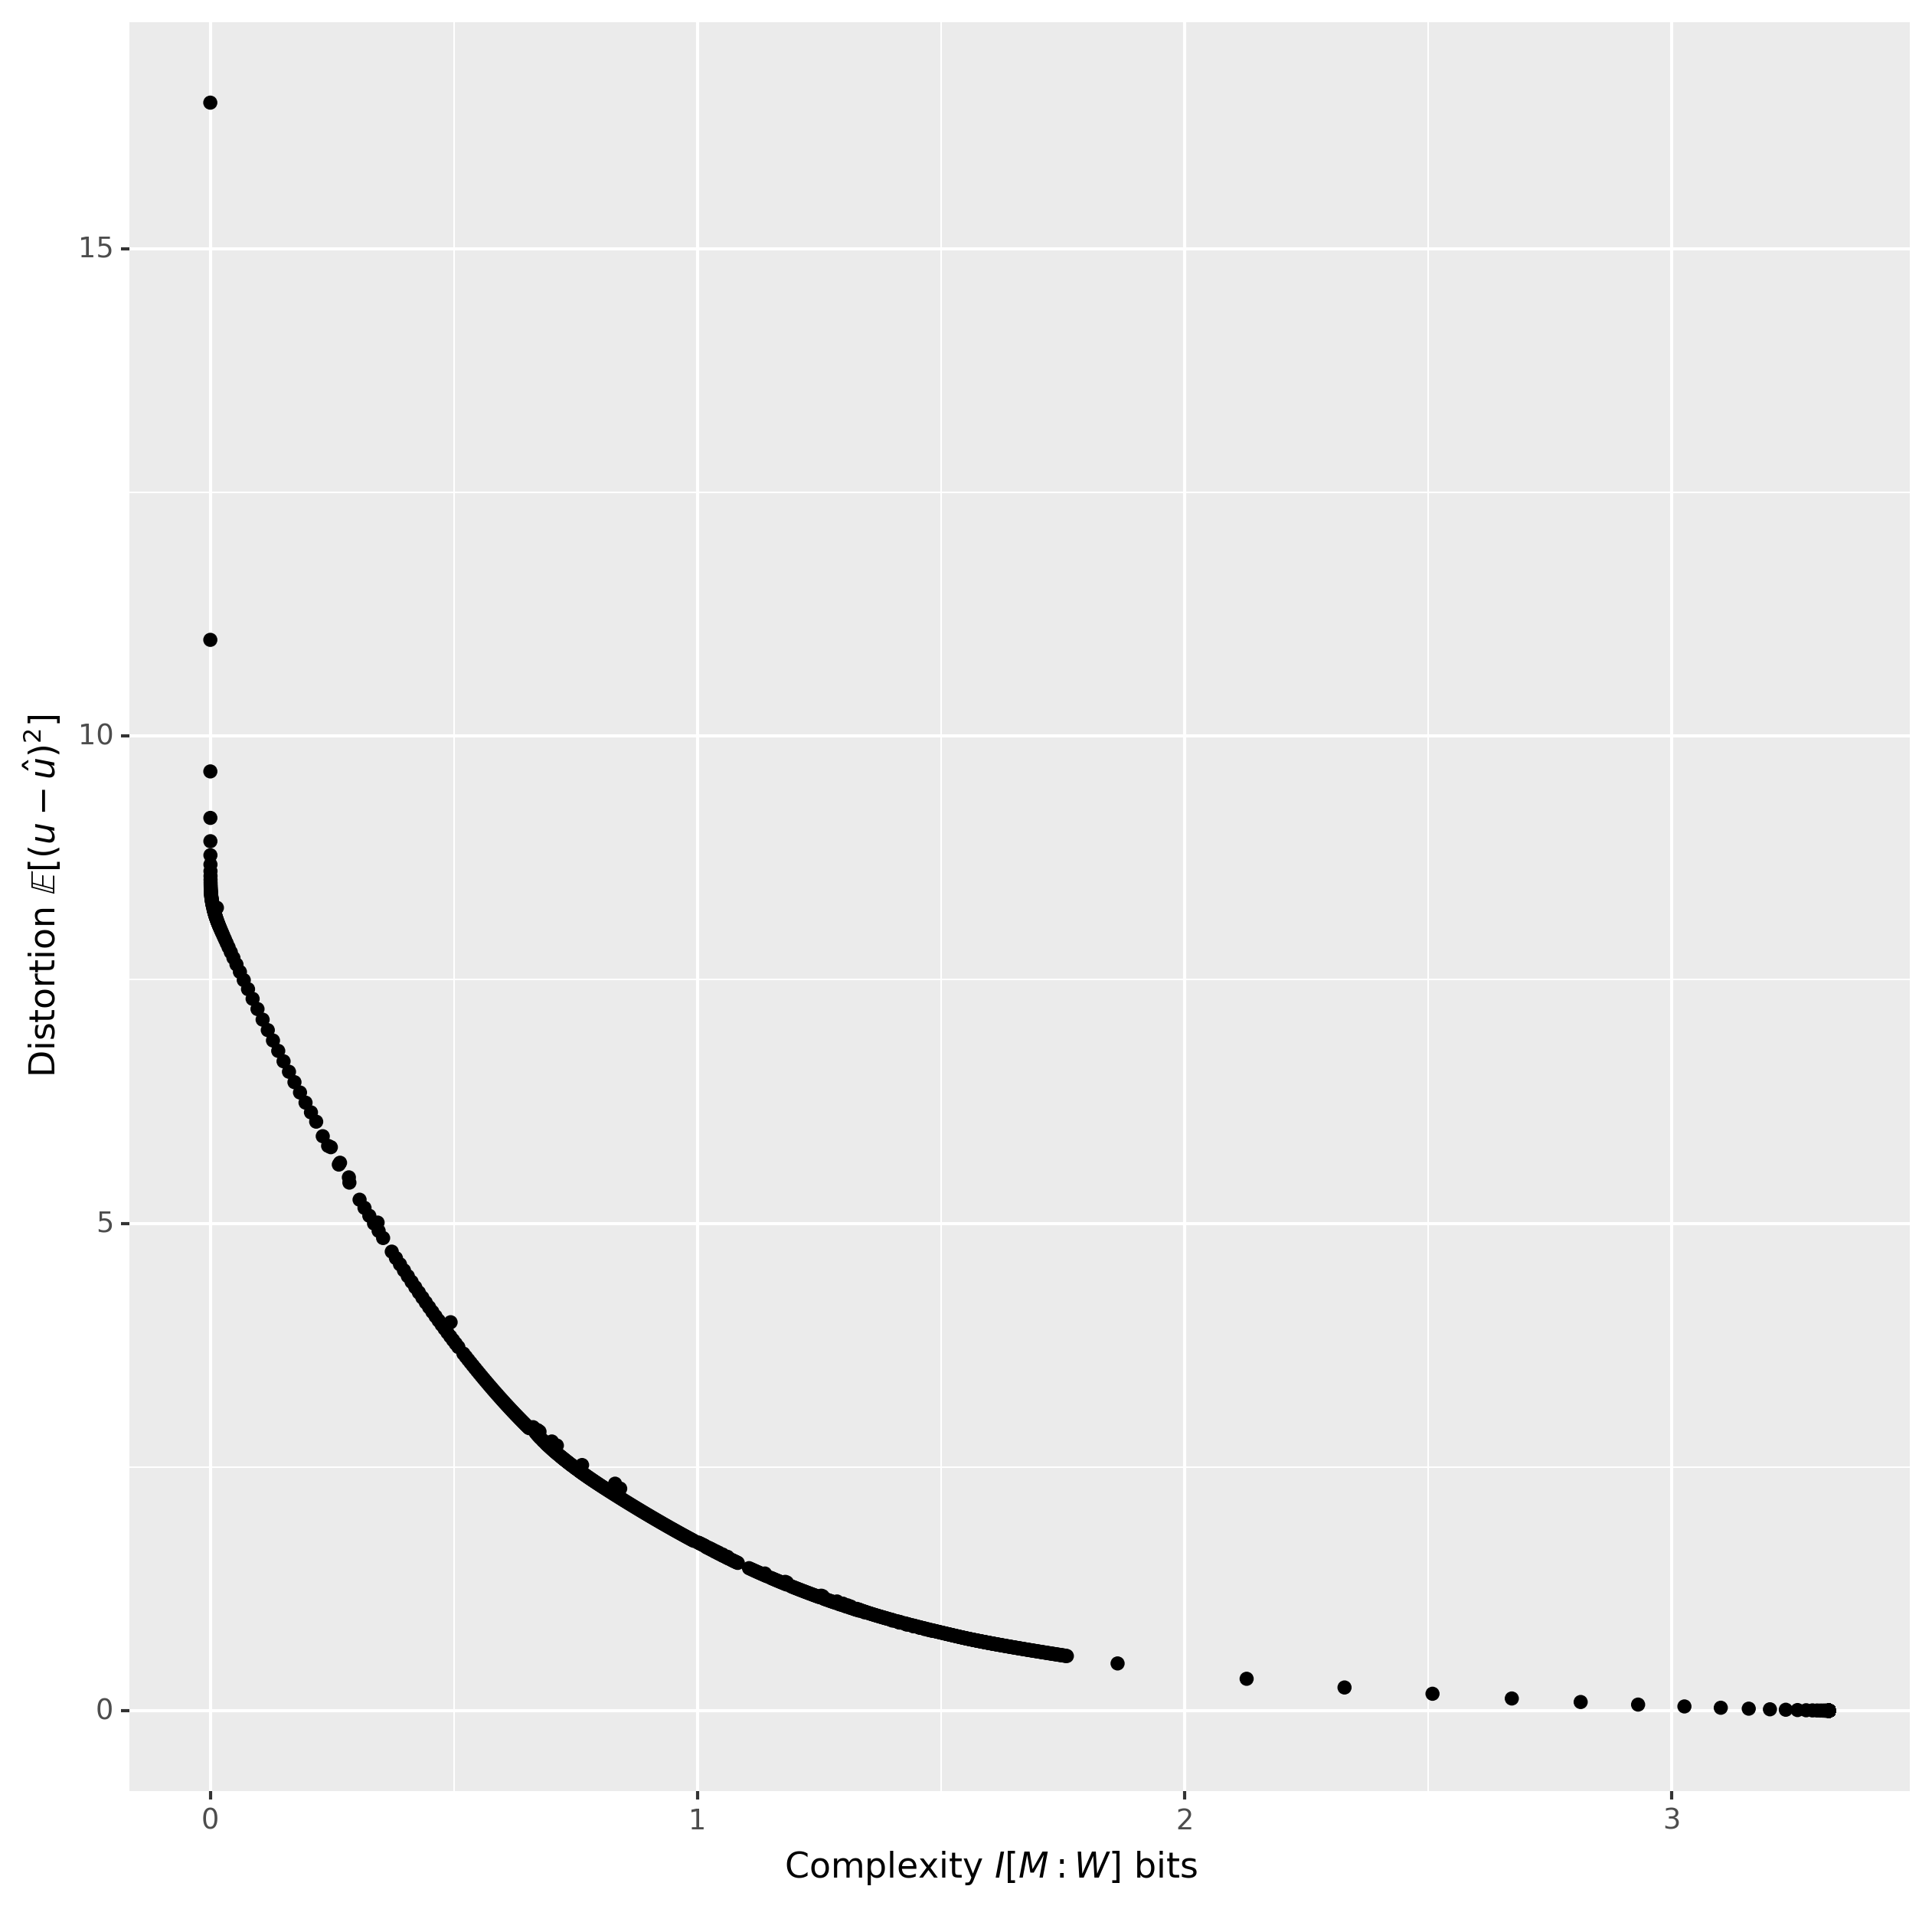 15
10
5
0
Distortion 𝔼[(u − û)²]
0 1 2 3
Complexity I[M : W] bits